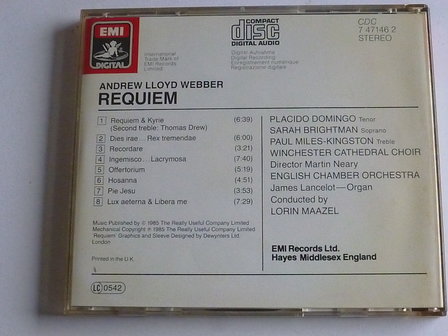 EMI
DIGITAL
International
Trade Mark of
EMI Records
Limited
COMPACT
disc
DIGITAL AUDIO
Digital-Aufnahme
Digital Recording
Enregistrement numérique
Registrazione digitale
CDC
7 47146 2
STEREO
ANDREW LLOYD WEBBER
REQUIEM
1 Requiem & Kyrie (6:39)
(Second treble: Thomas Drew)
2 Dies irae... Rex tremendae (6:00)
3 Recordare (3:21)
4 Ingemisco... Lacrymosa (7:40)
5 Offertorium (5:19)
6 Hosanna (4:51)
7 Pie Jesu (3:53)
8 Lux aeterna & Libera me (7:29)
Music Published by © 1985 The Really Useful Company Limited
Mechanical Copyright ℗ 1985 The Really Useful Company Limited
'Requiem' Graphics and Sleeve Designed by Dewynters Ltd.
London
Printed in the U.K.
LC 0542
PLACIDO DOMINGO Tenor
SARAH BRIGHTMAN Soprano
PAUL MILES-KINGSTON Treble
WINCHESTER CATHEDRAL CHOIR
Director Martin Neary
ENGLISH CHAMBER ORCHESTRA
James Lancelot—Organ
Conducted by
LORIN MAAZEL
EMI Records Ltd.
Hayes Middlesex England